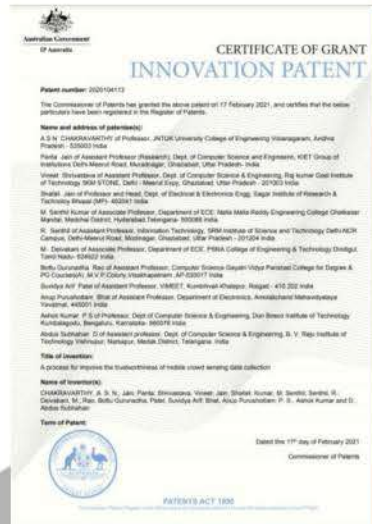 Australian Government
IP Australia
CERTIFICATE OF GRANT
INNOVATION PATENT
Patent number: 2020104113
The Commissioner of Patents has granted the above patent on 17 February 2021, and certifies that the below
particulars have been registered in the Register of Patents.
Name and address of patentee(s):
A.S.N. CHAKRAVARTHY of Professor, JNTUK University College of Engineering Vizianagaram, Andhra
Pradesh - 535003 India
Panta Jain of Assistant Professor (Research), Dept. of Computer Science and Engineering, KIET Group of
Institutions Delhi-Meerut Road, Muradnagar, Ghaziabad, Uttar Pradesh- India
Vineet Shrivastava of Assistant Professor, Dept. of Computer Science & Engineering, Raj kumar Goel Institute
of Technology 5KM STONE, Delhi - Meerut Expy, Ghaziabad, Uttar Pradesh - 201003 India
Shailat Jain of Professor and Head, Dept. of Electrical & Electronics Engg, Sagar Institute of Research &
Technology Bhopal (MP)- 462041 India
M. Senthil Kumar of Associate Professor, Department of ECE, Malla Reddy Engineering College
Mandal, Medchal District, Hyderabad,Telengana- 500088 India
R. Senthil of Assistant Professor, Information Technology, SRM Institute of Science and Technology Delhi-NCR
Campus, Delhi-Meerut Road, Modinagar, Ghaziabad, Uttar Pradesh - 201204 India
M. Deivakani of Associate Professor, Department of ECE, PSNA College of Engineering & Technology Dindigul,
Tamil Nadu- 624622 India
Bottu Gurunadha Rao of Assistant Professor, Computer Science Gayatri Vidya Parishad College for Degree &
PG Courses(A), M.V.P.Colony, Visakhapatnam, AP-530017 India
Suvidya Arif Patel of Assistant Professor, VIMEET, Kumbhivali-Khalapur, Raigad - 410 202 India
Anup Purushottam Bhat of Assistant Professor, Department of Electronics, Amolakchand Mahavidyalaya
Yavatmal, 445001 India
Ashok Kumar P S of Professor, Dept of Computer Science & Engineering, Don Bosco Institute of Technology
Kumbalagodu, Bengaluru, Karnataka- 560074 India
Abdus Subhahan D of Assistant professor, Dept. of Computer Science & Engineering, B. V. Raju Institute of
Technology Vishnupur, Narsapur, Medak District, Telangana. India
Title of invention:
A process for improve the trustworthiness of mobile crowd sensing data collection
Name of inventor(s):
CHAKRAVARTHY, A. S. N.; Jain, Panta; Shrivastava, Vineet; Jain, Shailat; Kumar, M. Senthil; Senthil, R.;
Deivakani, M.; Rao, Bottu Gurunadha; Patel, Suvidya Arif; Bhat, Anup Purushottam; P. S., Ashok Kumar and D,
Abdus Subhahan
Term of Patent:
Dated this 17th day of February 2021
Commissioner of Patents
PATENTS ACT 1990